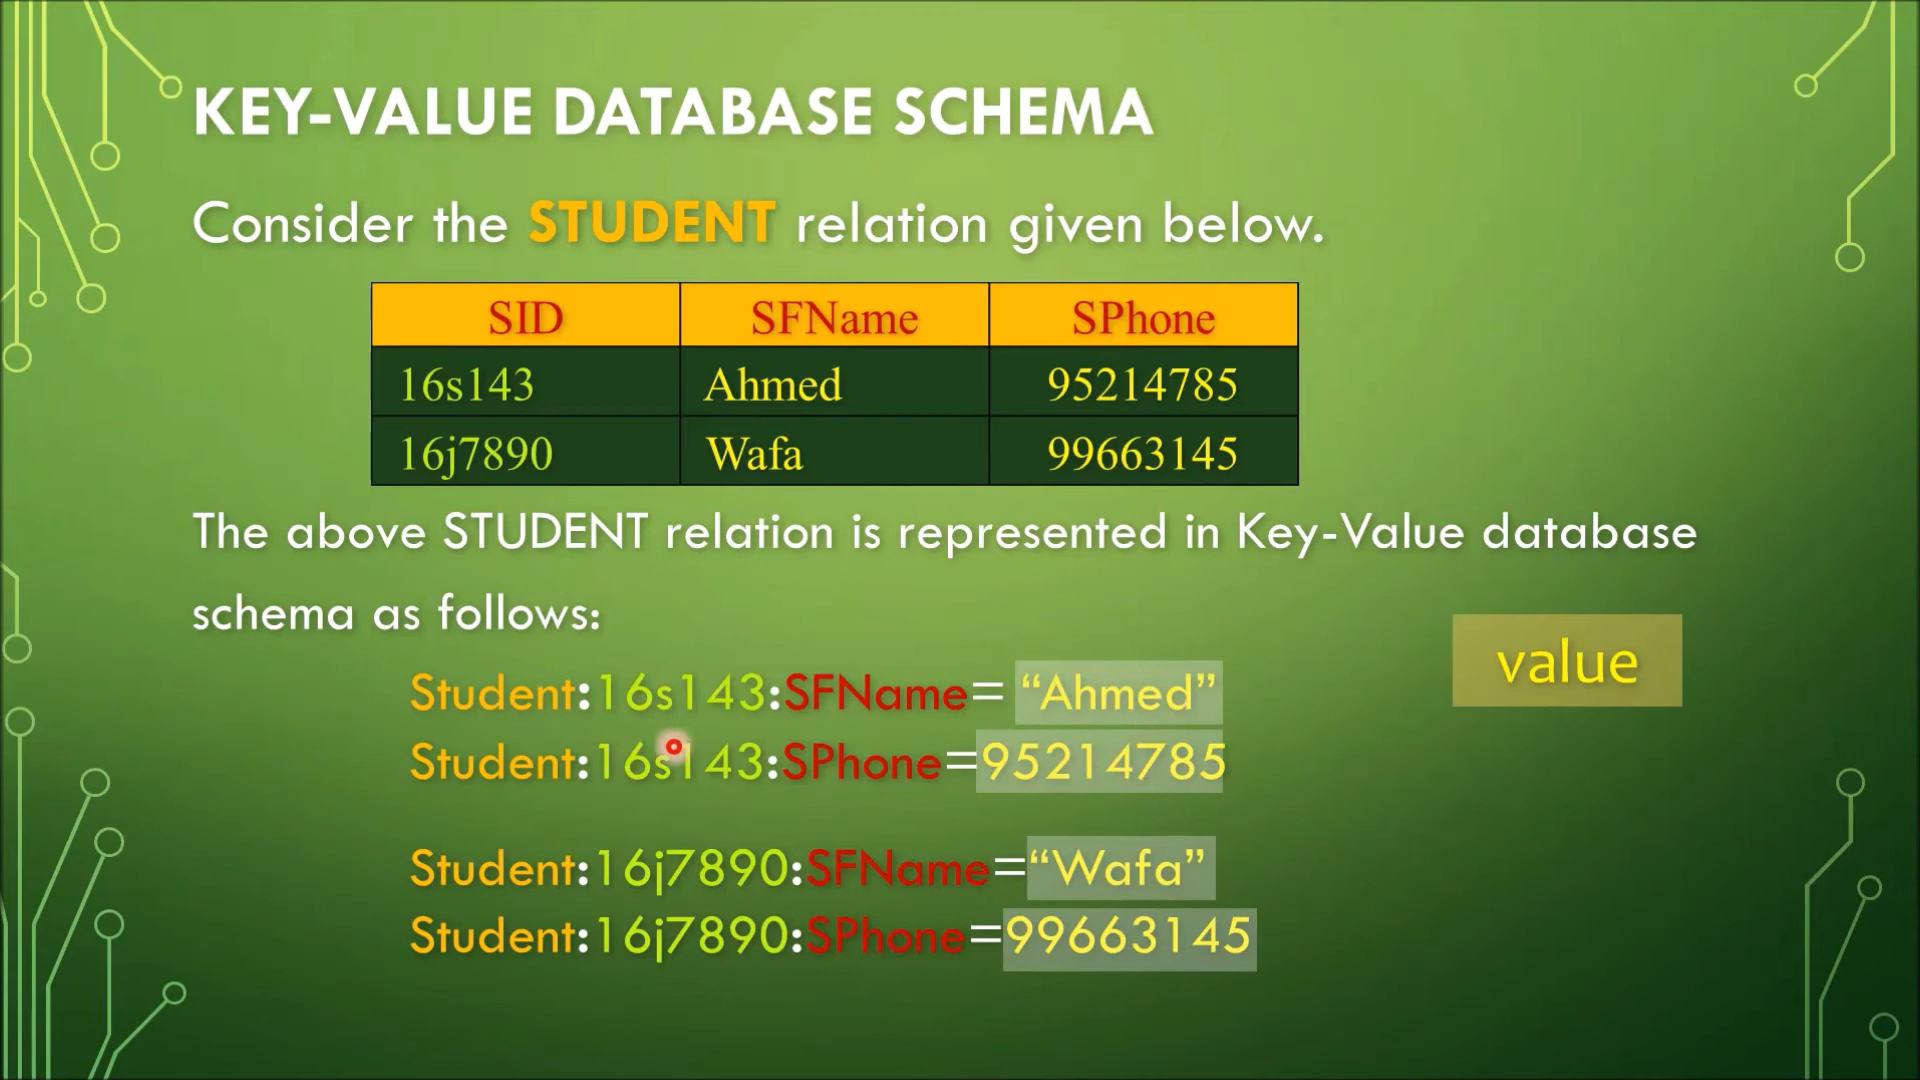 KEY-VALUE DATABASE SCHEMA
Consider the STUDENT relation given below.
SID SFName SPhone
16s143 Ahmed 95214785
16j7890 Wafa 99663145
The above STUDENT relation is represented in Key-Value database
schema as follows:
value
Student:16s143:SFName= “Ahmed”
Student:16s143:SPhone=95214785
Student:16j7890:SFName=“Wafa”
Student:16j7890:SPhone=99663145